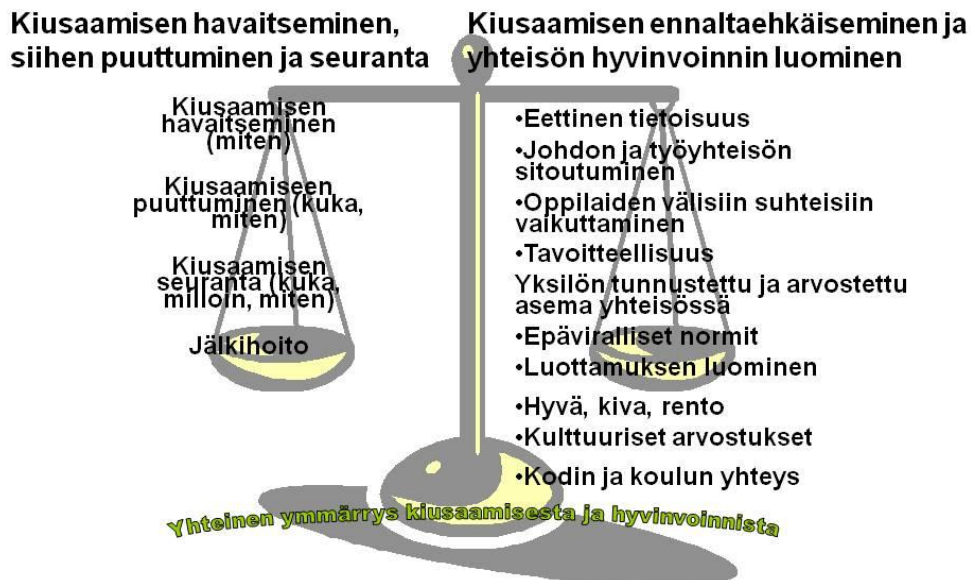 Kiusaamisen havaitseminen,
siihen puuttuminen ja seuranta
Kiusaamisen ennaltaehkäiseminen ja
yhteisön hyvinvoinnin luominen
Kiusaamisen
havaitseminen
(miten)
Kiusaamiseen
puuttuminen (kuka,
miten)
Kiusaamisen
seuranta (kuka,
milloin, miten)
Jälkihoito
•Eettinen tietoisuus
•Johdon ja työyhteisön
sitoutuminen
•Oppilaiden välisiin suhteisiin
vaikuttaminen
•Tavoitteellisuus
Yksilön tunnustettu ja arvostettu
asema yhteisössä
•Epäviralliset normit
•Luottamuksen luominen
•Hyvä, kiva, rento
•Kulttuuriset arvostukset
•Kodin ja koulun yhteys
Yhteinen ymmärrys kiusaamisesta ja hyvinvoinnista